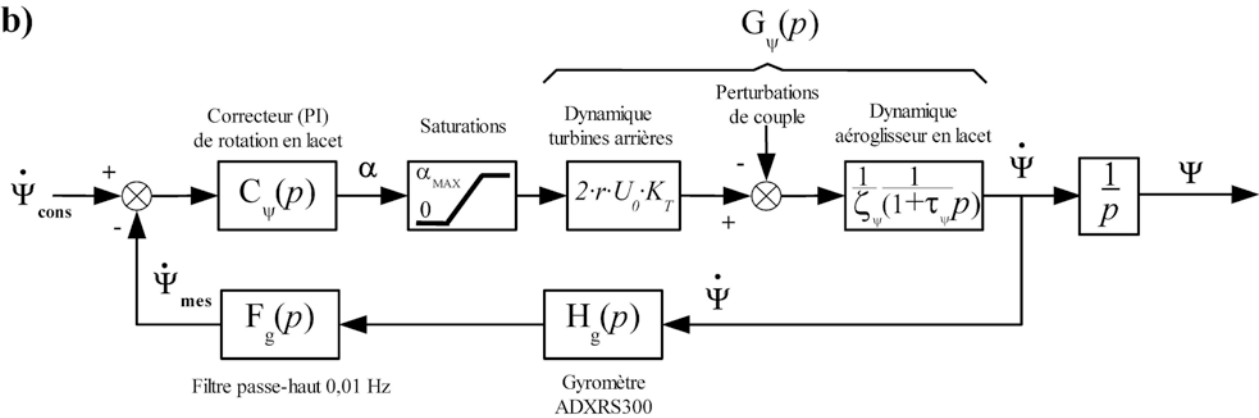 b)
G_ψ(p)
Correcteur (PI)
de rotation en lacet
Saturations
Dynamique
turbines arrières
Perturbations
de couple
Dynamique
aéroglisseur en lacet
Ψ̇_cons
+
-
C_ψ(p)
α
α_MAX
0
2·r·U_0·K_T
-
+
1/ζ_ψ 1/(1+τ_ψ p)
Ψ̇
1/p
Ψ
Ψ̇_mes
F_g(p)
H_g(p)
Ψ̇
Filtre passe-haut 0,01 Hz
Gyromètre
ADXRS300